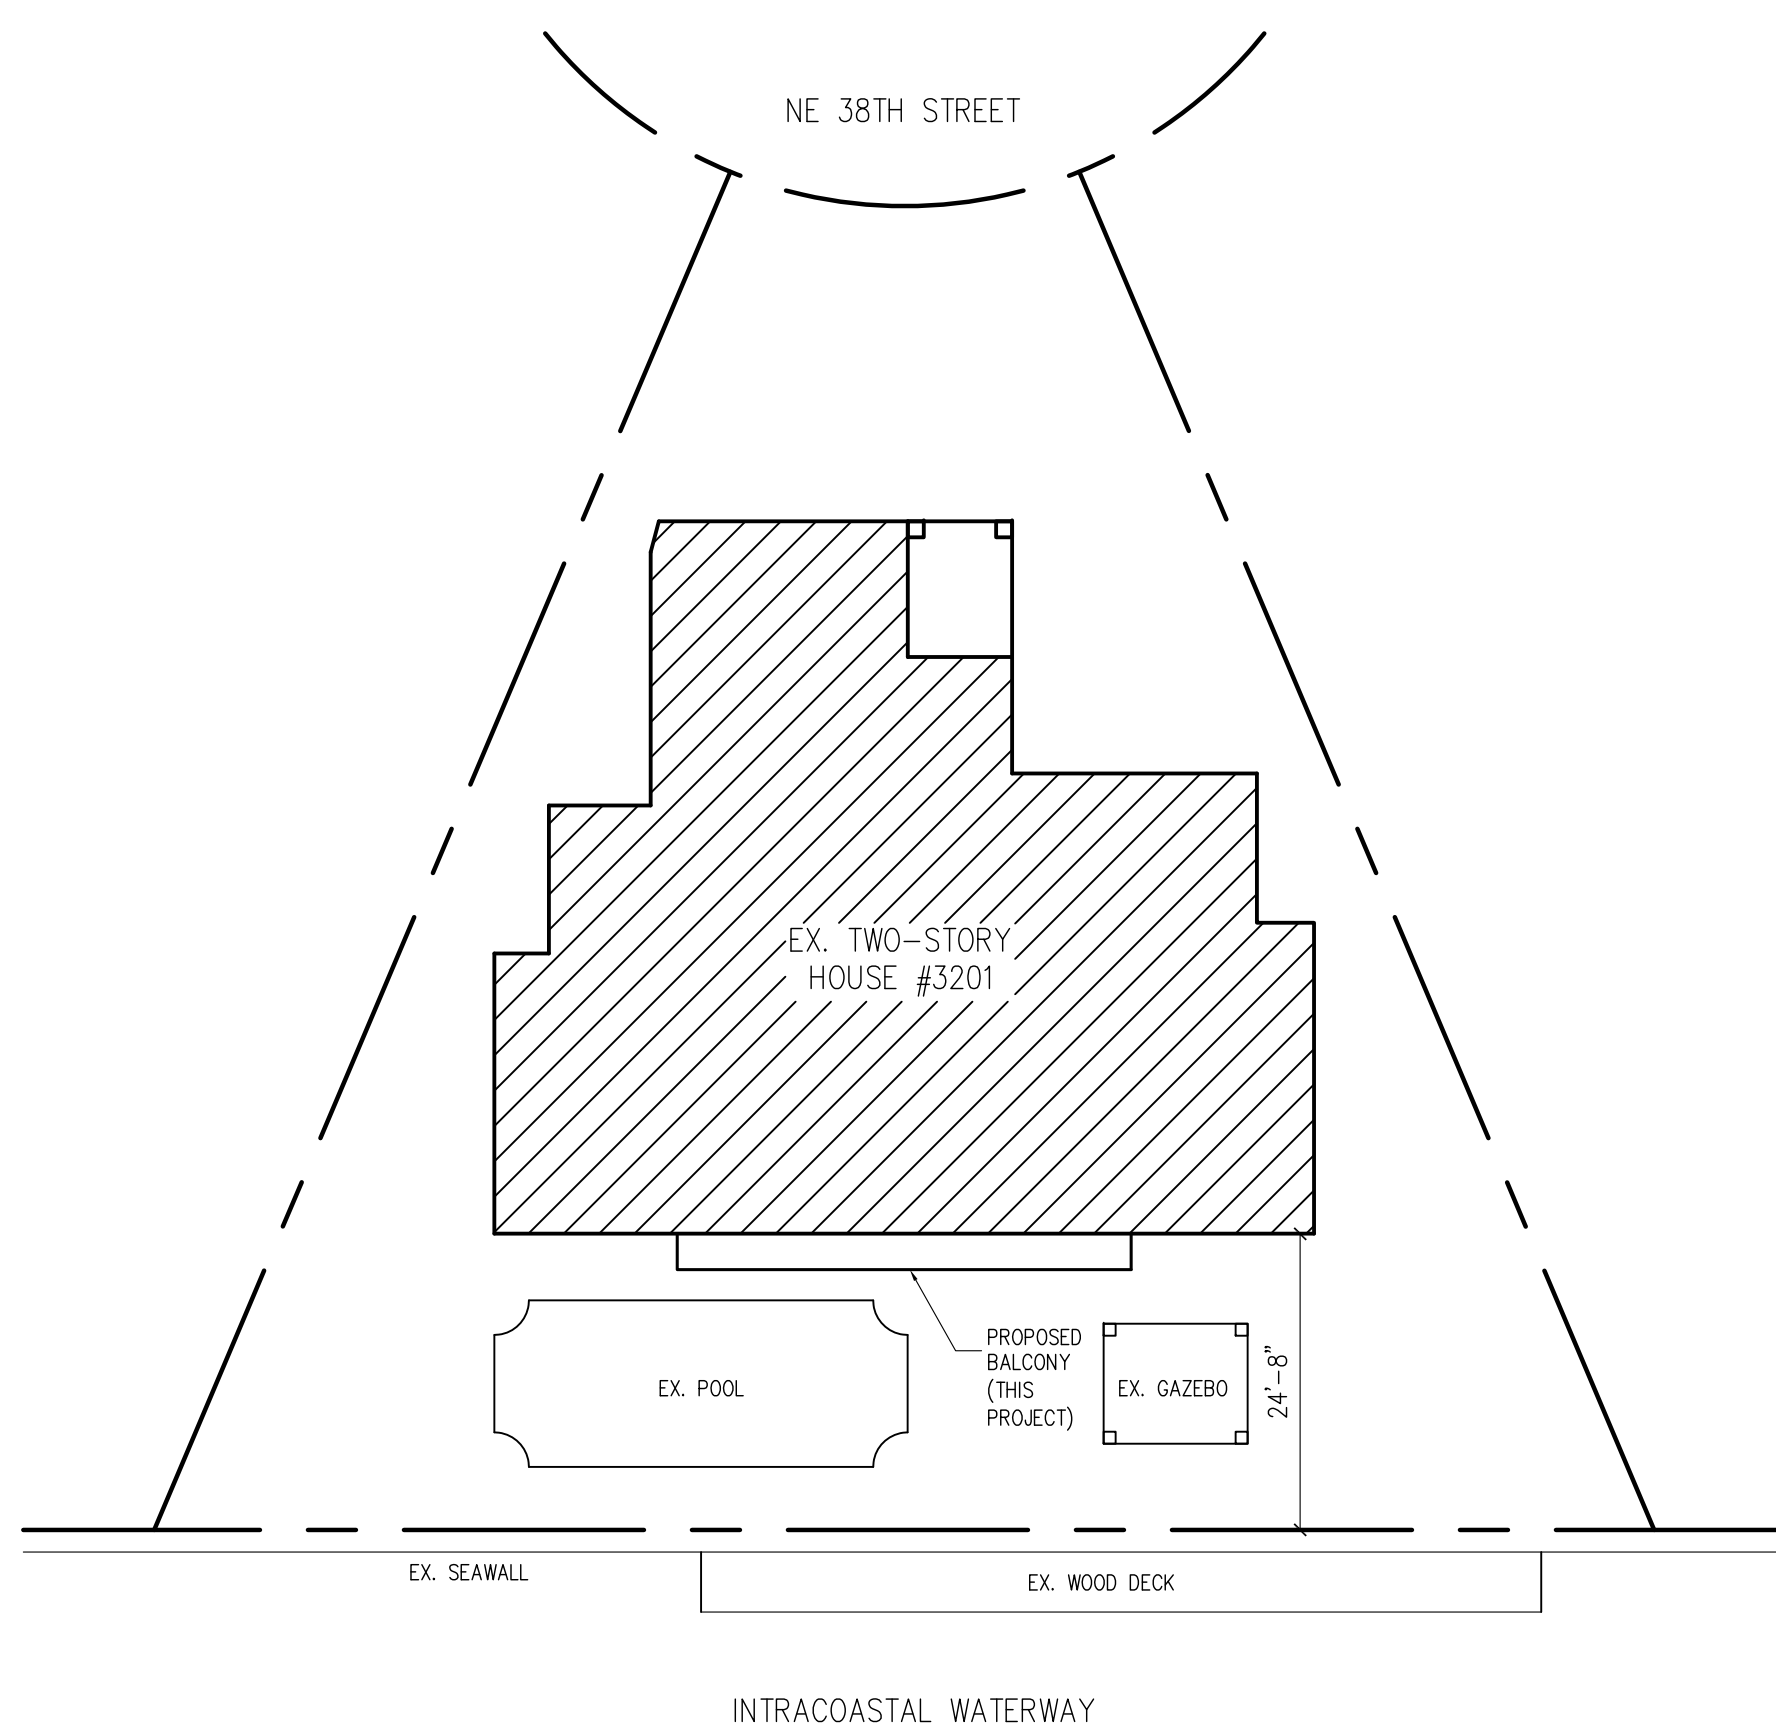 NE 38TH STREET
EX. TWO-STORY
HOUSE #3201
PROPOSED
BALCONY
(THIS
PROJECT)
EX. POOL
EX. GAZEBO
24'-8"
EX. SEAWALL
EX. WOOD DECK
INTRACOASTAL WATERWAY